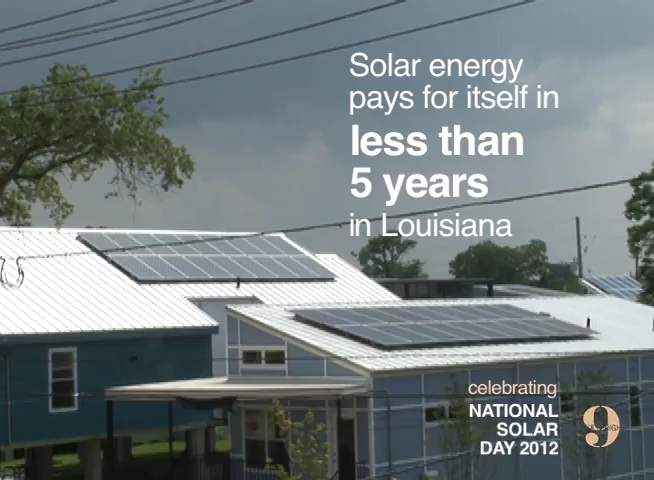 Solar energy
pays for itself in
less than
5 years
in Louisiana
celebrating
NATIONAL
SOLAR
DAY 2012
9